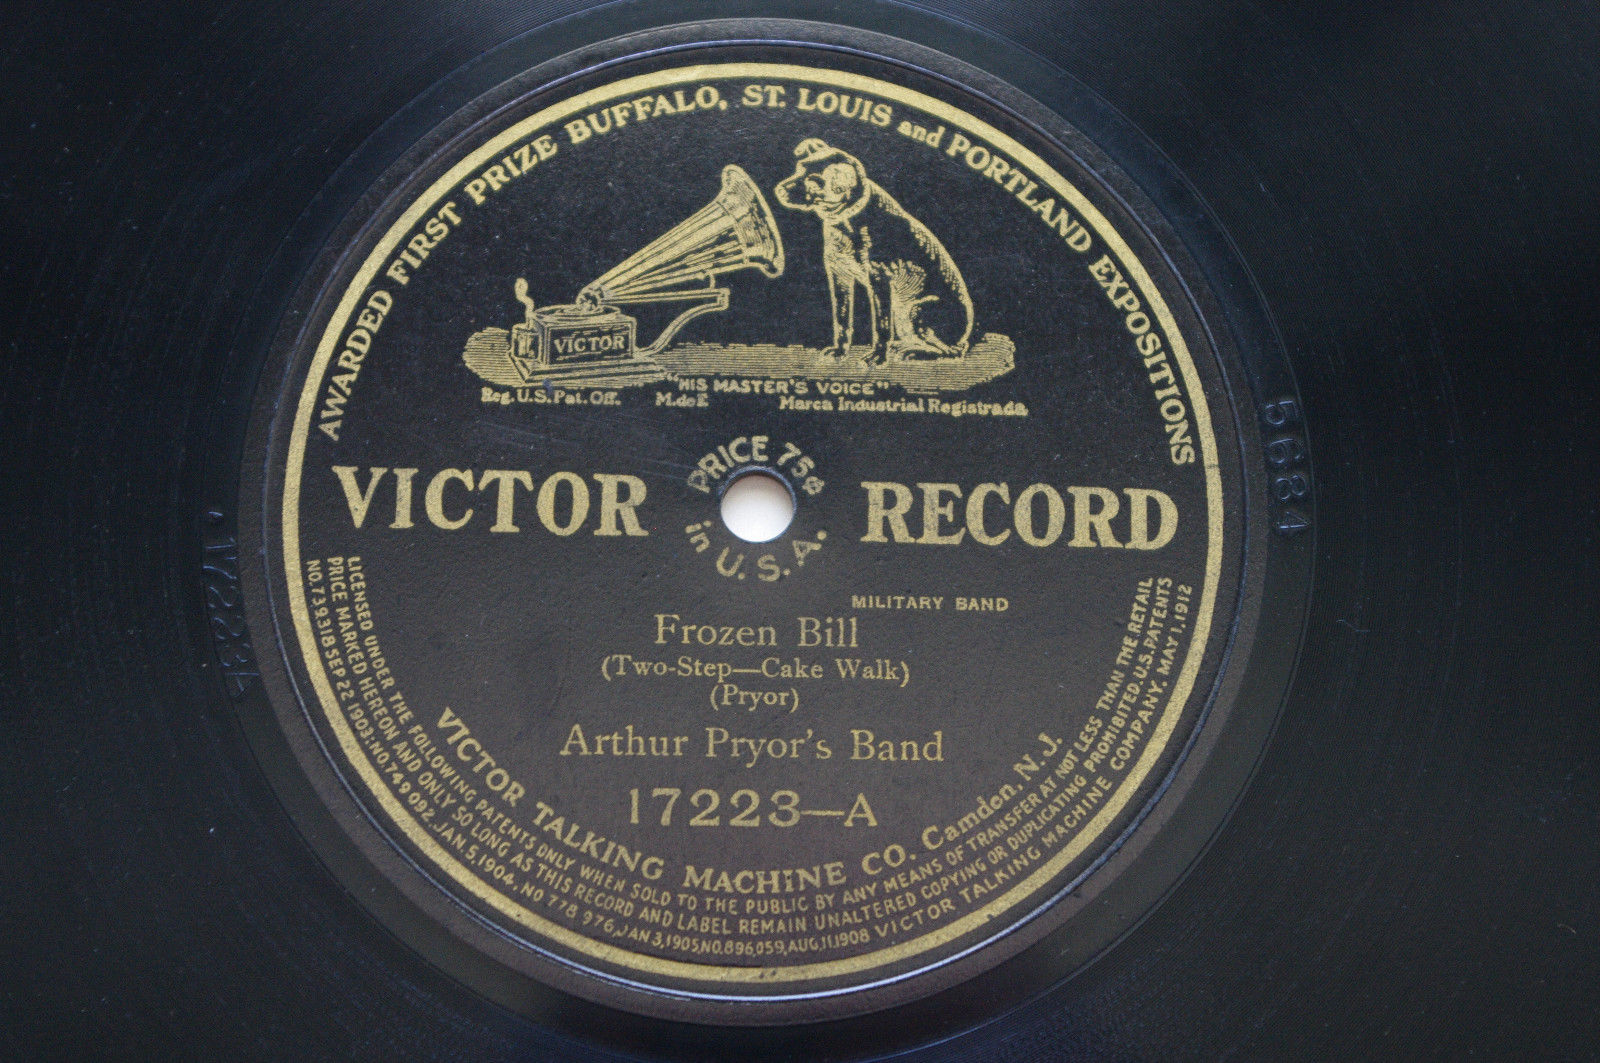 AWARDED FIRST PRIZE BUFFALO, ST. LOUIS and PORTLAND EXPOSITIONS
VICTOR
"HIS MASTER'S VOICE"
Reg. U.S. Pat. Off. M. de F. Marca Industrial Registrada
PRICE 75¢
VICTOR RECORD
in U.S.A.
MILITARY BAND
Frozen Bill
(Two-Step—Cake Walk)
(Pryor)
Arthur Pryor's Band
17223—A
VICTOR TALKING MACHINE CO. Camden, N.J.
LICENSED UNDER THE FOLLOWING PATENTS ONLY WHEN SOLD TO THE PUBLIC BY ANY MEANS OF TRANSFER AT NOT LESS THAN THE RETAIL
PRICE MARKED HEREON AND ONLY SO LONG AS THIS RECORD AND LABEL REMAIN UNALTERED COPYING OR DUPLICATING PROHIBITED. U.S. PATENTS
NO. 739318 SEP 22 1903: NO. 749092. JAN 5, 1904. NO 778 976, JAN 3, 1905, NO. 896,059, AUG. 11, 1908 VICTOR TALKING MACHINE COMPANY. MAY 1, 1912
5684